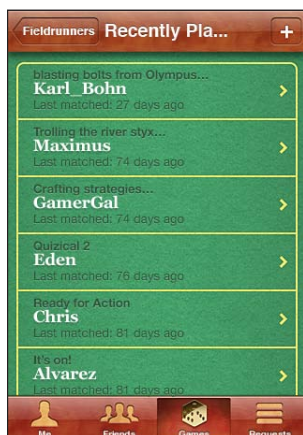 Fieldrunners
Recently Pla...
+
blasting bolts from Olympus...
Karl_Bohn
Last matched: 27 days ago
Trolling the river styx...
Maximus
Last matched: 74 days ago
Crafting strategies...
GamerGal
Last matched: 74 days ago
Quizical 2
Eden
Last matched: 76 days ago
Ready for Action
Chris
Last matched: 81 days ago
It's on!
Alvarez
Last matched: 81 days ago
Me
Friends
Games
Requests